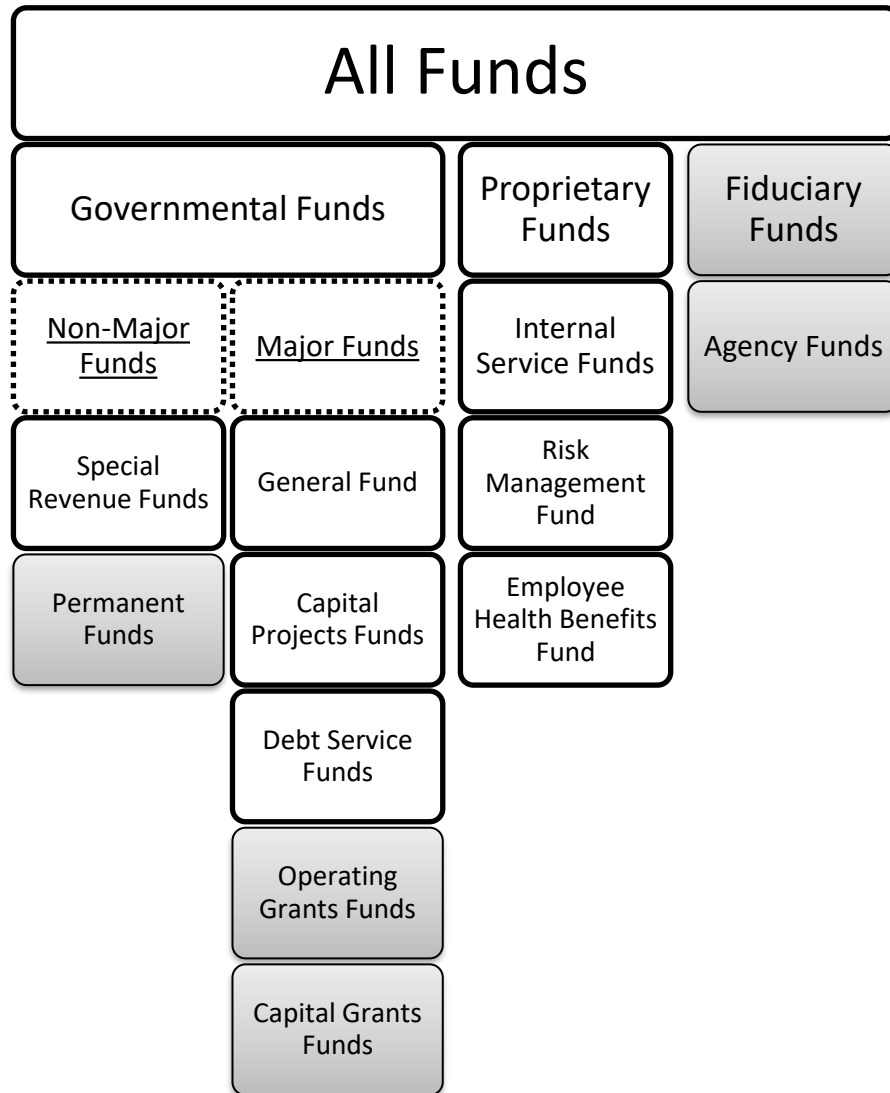 All Funds
Governmental Funds
Proprietary
Funds
Fiduciary
Funds
Non-Major
Funds
Major Funds
Internal
Service Funds
Agency Funds
Special
Revenue Funds
General Fund
Risk
Management
Fund
Permanent
Funds
Capital
Projects Funds
Employee
Health Benefits
Fund
Debt Service
Funds
Operating
Grants Funds
Capital Grants
Funds